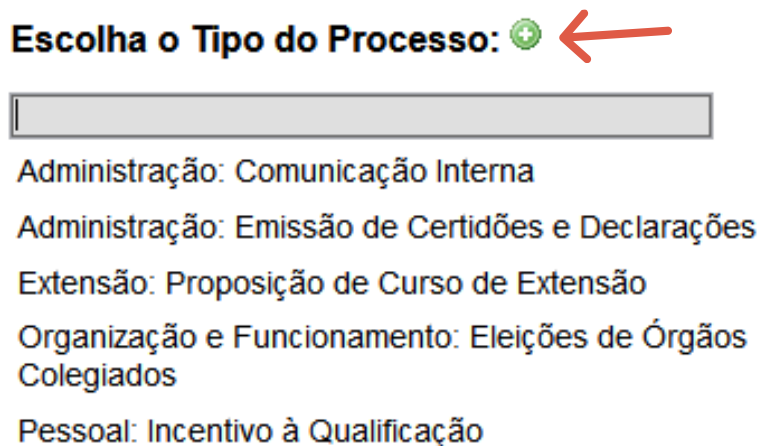 Escolha o Tipo do Processo:
Administração: Comunicação Interna
Administração: Emissão de Certidões e Declarações
Extensão: Proposição de Curso de Extensão
Organização e Funcionamento: Eleições de Órgãos
Colegiados
Pessoal: Incentivo à Qualificação